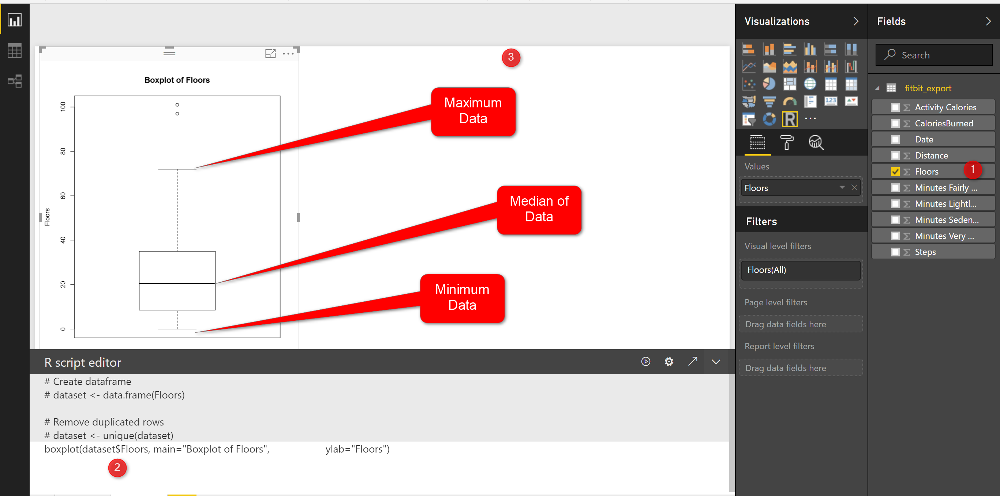 3
Boxplot of Floors
100
80
60
40
20
0
Floors
Maximum
Data
Median of
Data
Minimum
Data
R script editor
# Create dataframe
# dataset <- data.frame(Floors)
# Remove duplicated rows
# dataset <- unique(dataset)
boxplot(dataset$Floors, main="Boxplot of Floors", ylab="Floors")
2
Visualizations
123
R
...
Values
Floors
Filters
Visual level filters
Floors(All)
Page level filters
Drag data fields here
Report level filters
Drag data fields here
Fields
Search
fitbit_export
Activity Calories
CaloriesBurned
Date
Distance
Floors
1
Minutes Fairly ...
Minutes Lightl...
Minutes Seden...
Minutes Very ...
Steps